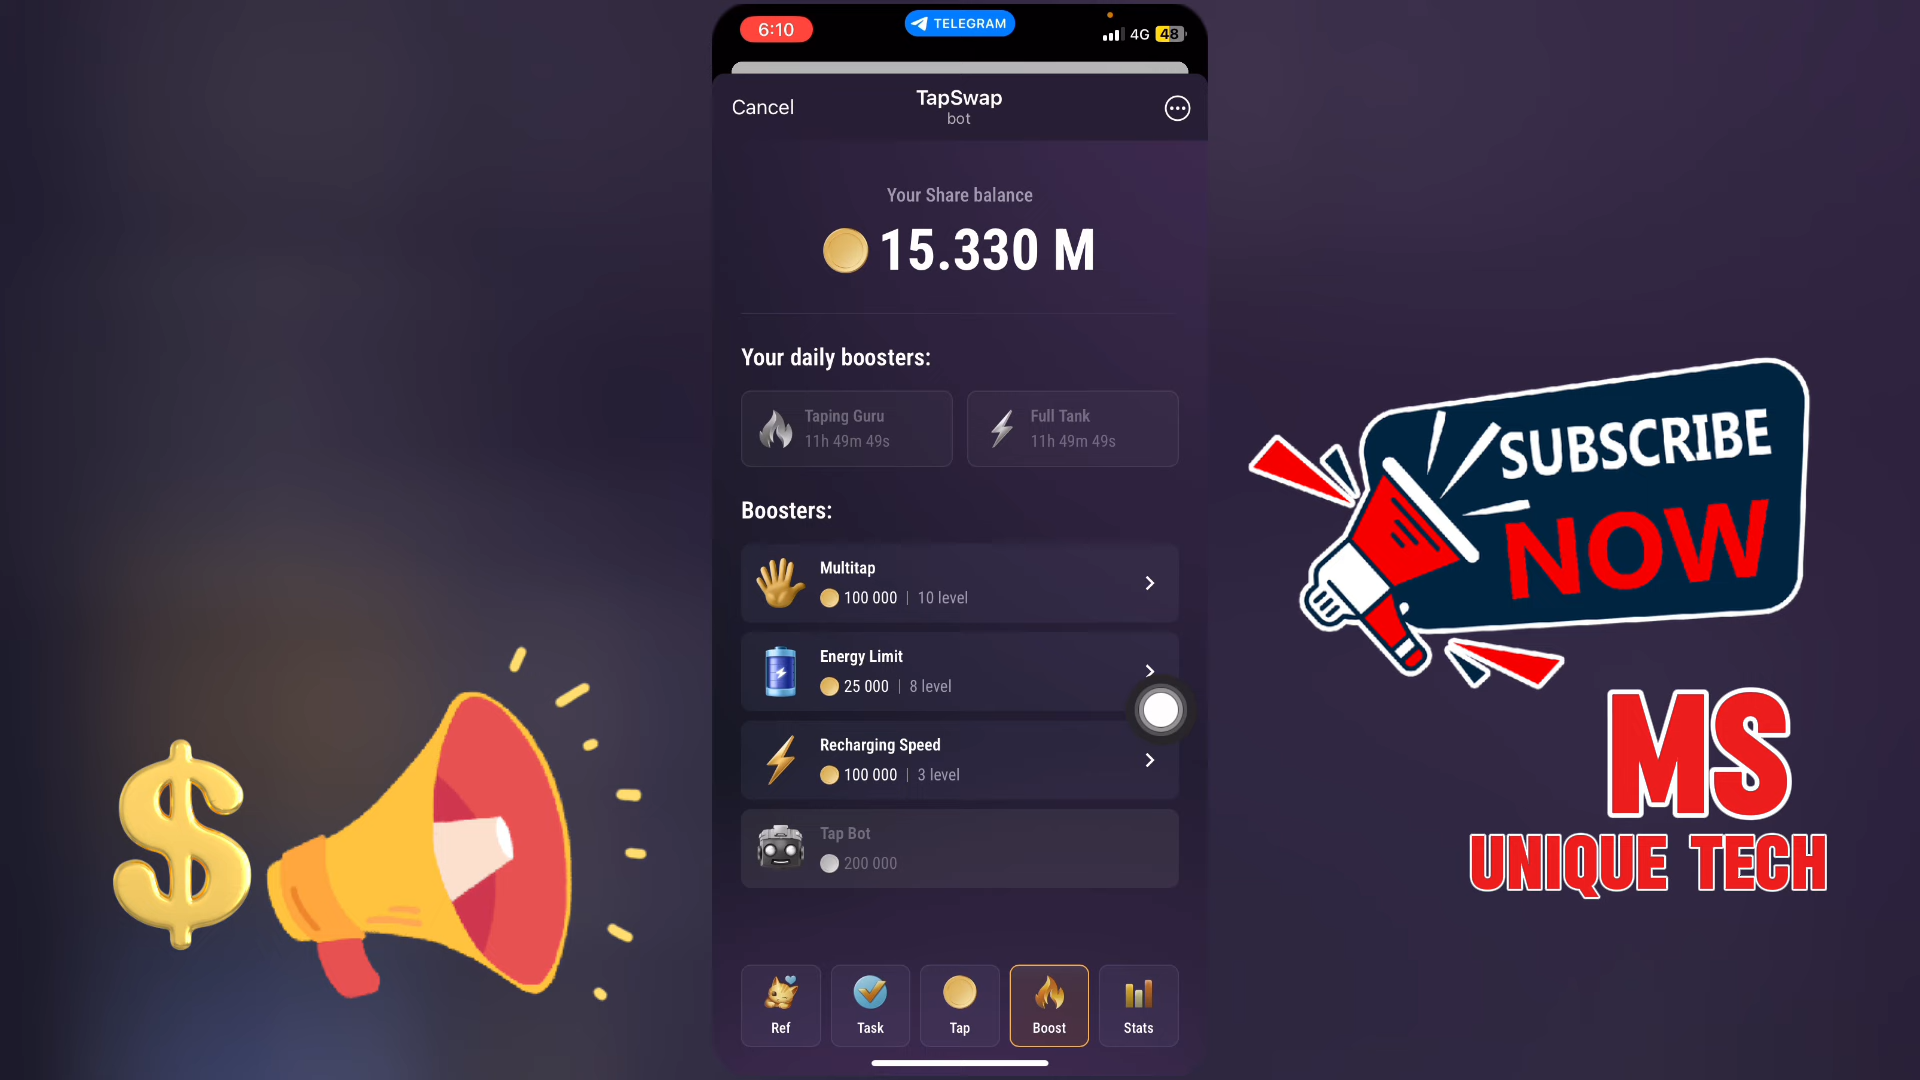 6:10
TELEGRAM
4G 48
Cancel
TapSwap
bot
Your Share balance
15.330 M
Your daily boosters:
Taping Guru
11h 49m 49s
Full Tank
11h 49m 49s
Boosters:
Multitap
100 000 | 10 level
Energy Limit
25 000 | 8 level
Recharging Speed
100 000 | 3 level
Tap Bot
200 000
Ref
Task
Tap
Boost
Stats
SUBSCRIBE
NOW
MS
UNIQUE TECH